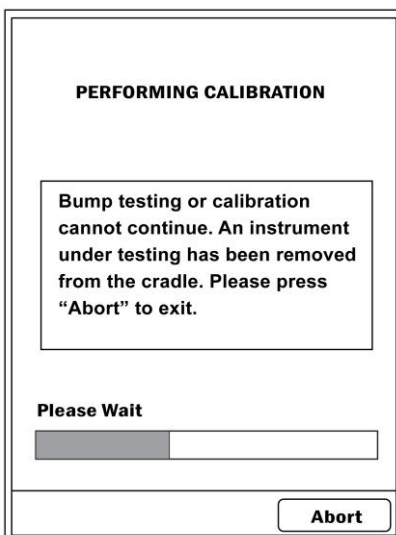 PERFORMING CALIBRATION
Bump testing or calibration
cannot continue. An instrument
under testing has been removed
from the cradle. Please press
“Abort” to exit.
Please Wait
Abort